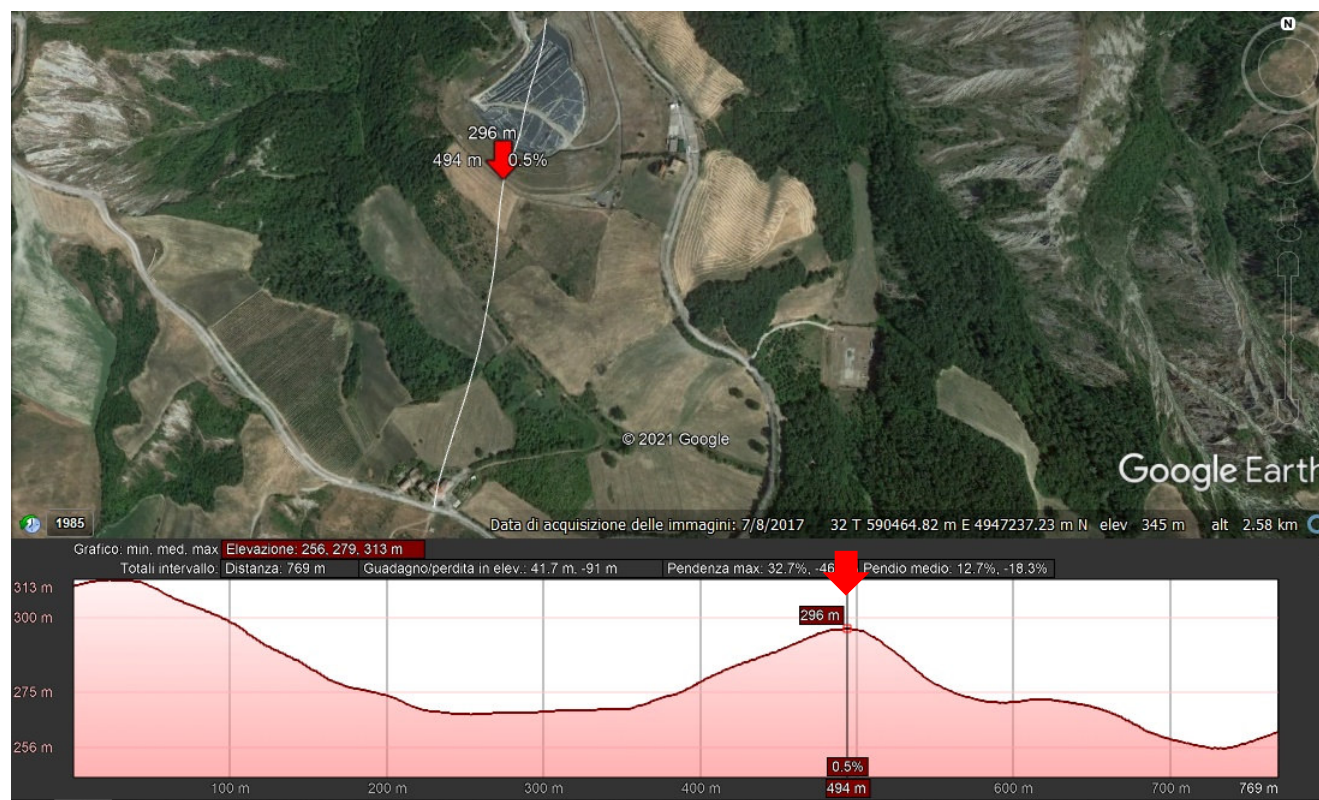 N
296 m
494 m 0.5%
© 2021 Google
Google Earth
1985
Data di acquisizione delle immagini: 7/8/2017 32 T 590464.82 m E 4947237.23 m N elev 345 m alt 2.58 km
Grafico: min, med, max Elevazione: 256, 279, 313 m
Totali intervallo: Distanza: 769 m Guadagno/perdita in elev.: 41.7 m, -91 m Pendenza max: 32.7%, -46 Pendio medio: 12.7%, -18.3%
313 m
300 m
296 m
275 m
256 m
0.5%
100 m 200 m 300 m 400 m 494 m 600 m 700 m 769 m